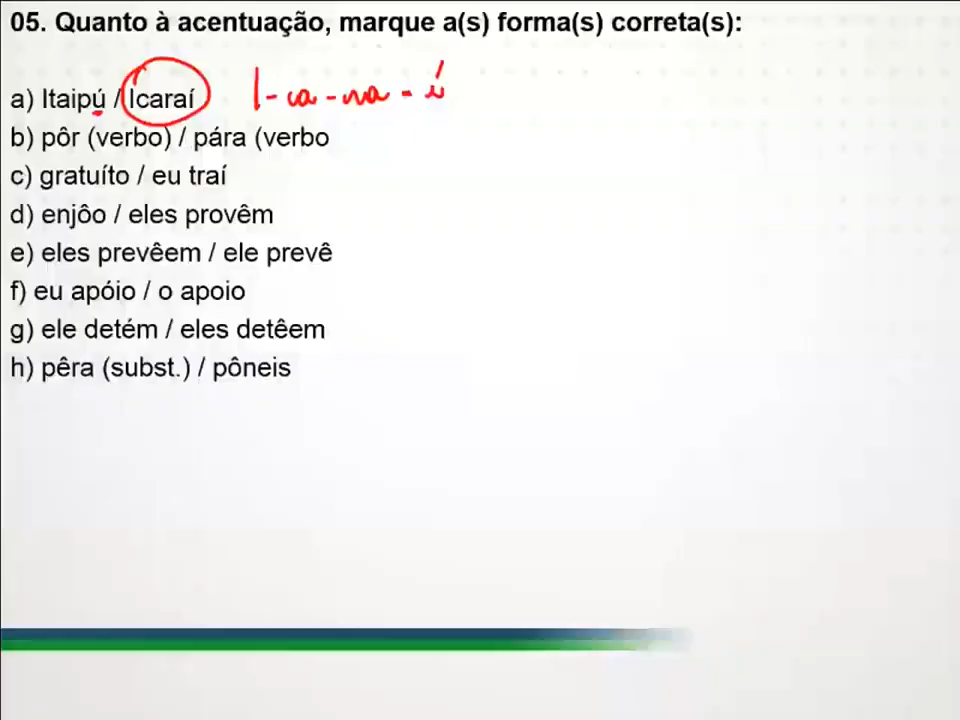 05. Quanto à acentuação, marque a(s) forma(s) correta(s):
a) Itaipú / Icaraí I-ca-ra-í
b) pôr (verbo) / pára (verbo
c) gratuíto / eu traí
d) enjôo / eles provêm
e) eles prevêem / ele prevê
f) eu apóio / o apoio
g) ele detém / eles detêem
h) pêra (subst.) / pôneis